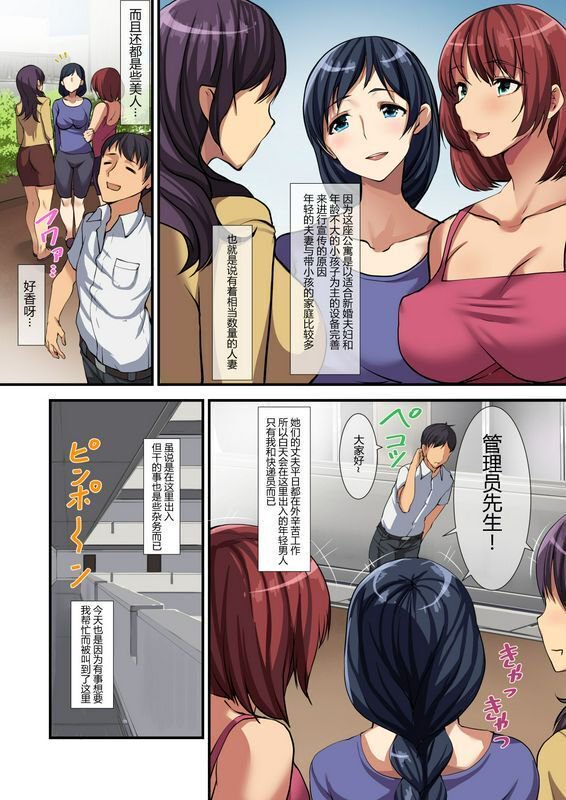 因为这座公寓是以适合新婚夫妇和
年龄不大的小孩子为主的设备完善
来进行宣传的原因
年轻的夫妻与带小孩的家庭比较多
也就是说有着相当数量的人妻
而且还都是些美人…
フワァ…
好香呀…
管理员先生！
大家好~
ペコッ
きゃっ
きゃっ
她们的丈夫平日都在外辛苦工作
所以白天会在这里出入的年轻男人
只有我和快递员而已
虽说是在这里出入
但干的事也是些杂务而已
ピンポ〜ン
今天也是因为有事想要
我帮忙而被叫到了这里